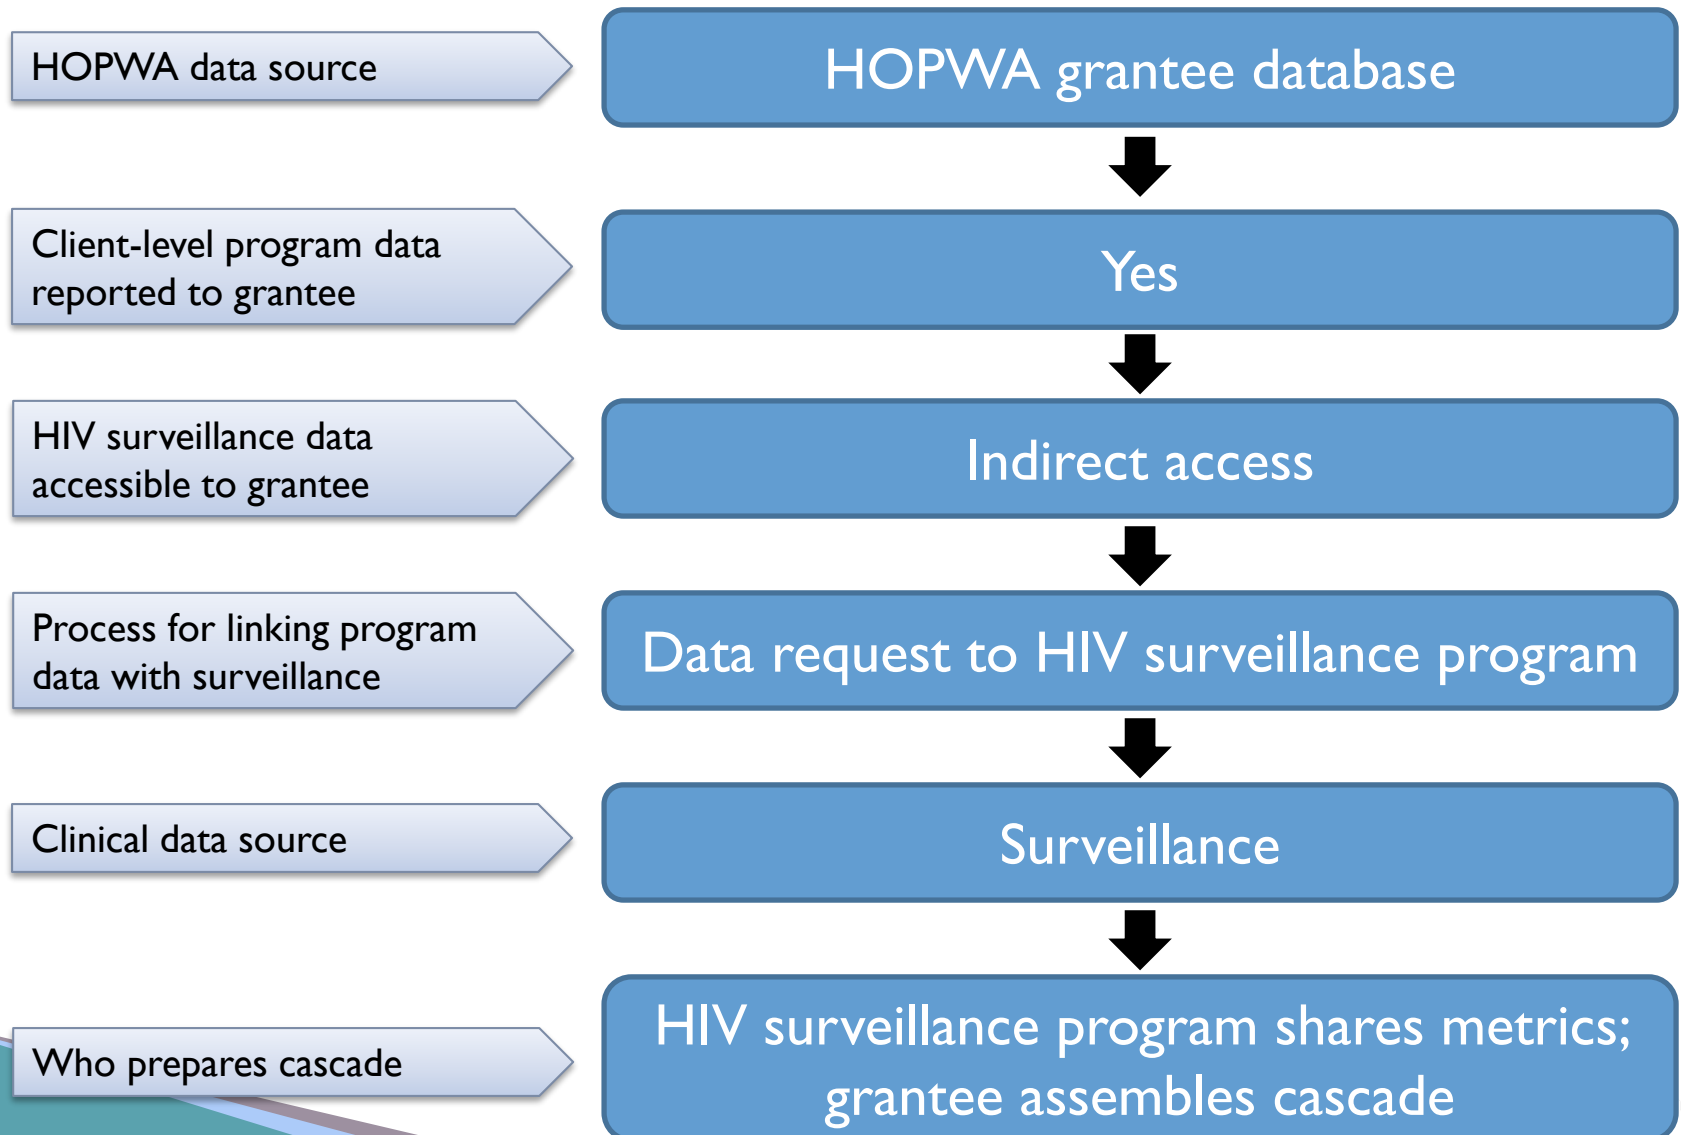 HOPWA data source
HOPWA grantee database
Client-level program data
reported to grantee
Yes
HIV surveillance data
accessible to grantee
Indirect access
Process for linking program
data with surveillance
Data request to HIV surveillance program
Clinical data source
Surveillance
Who prepares cascade
HIV surveillance program shares metrics;
grantee assembles cascade